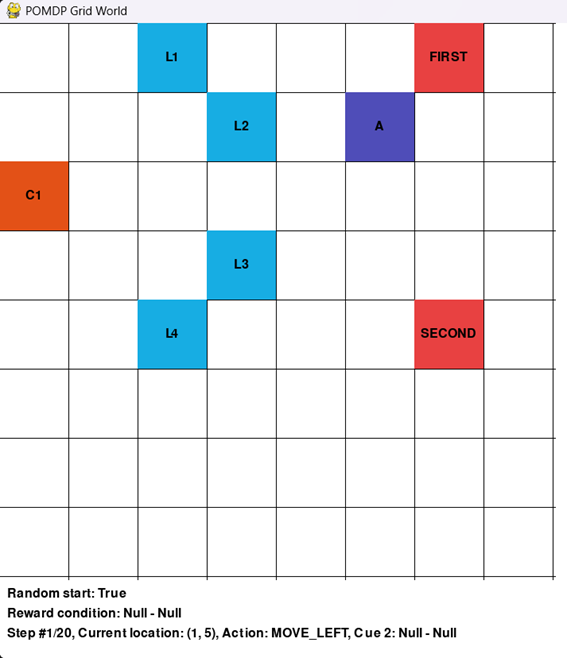 POMDP Grid World
L1 FIRST
L2 A
C1
L3
L4 SECOND
Random start: True
Reward condition: Null - Null
Step #1/20, Current location: (1, 5), Action: MOVE_LEFT, Cue 2: Null - Null